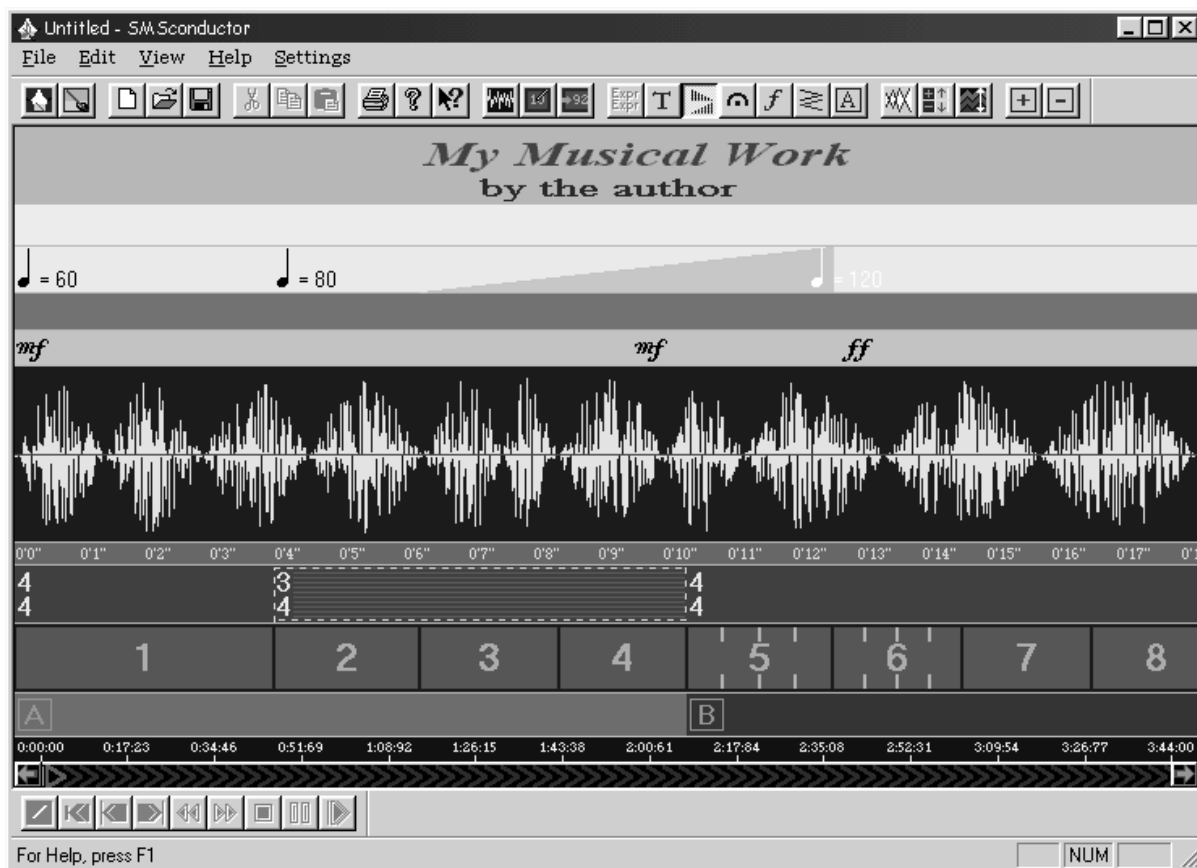 Untitled - SMSconductor
File Edit View Help Settings
Expr T f A
Expr
My Musical Work
by the author
= 60 = 80 = 120
mf mf ff
0'0" 0'1" 0'2" 0'3" 0'4" 0'5" 0'6" 0'7" 0'8" 0'9" 0'10" 0'11" 0'12" 0'13" 0'14" 0'15" 0'16" 0'17"
4 3 4
4 4 4
1 2 3 4 5 6 7 8
A B
0:00:00 0:17:23 0:34:46 0:51:69 1:08:92 1:26:15 1:43:38 2:00:61 2:17:84 2:35:08 2:52:31 3:09:54 3:26:77 3:44:00
For Help, press F1 NUM